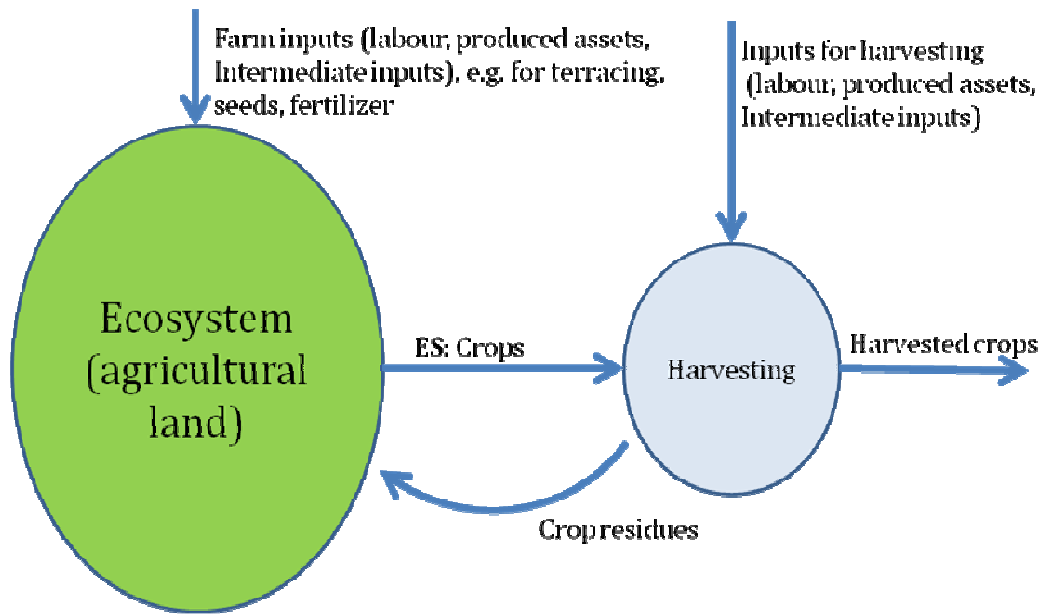 Farm inputs (labour, produced assets,
Intermediate inputs), e.g. for terracing,
seeds, fertilizer
Inputs for harvesting
(labour, produced assets,
Intermediate inputs)
Ecosystem
(agricultural
land)
ES: Crops
Harvesting
Harvested crops
Crop residues